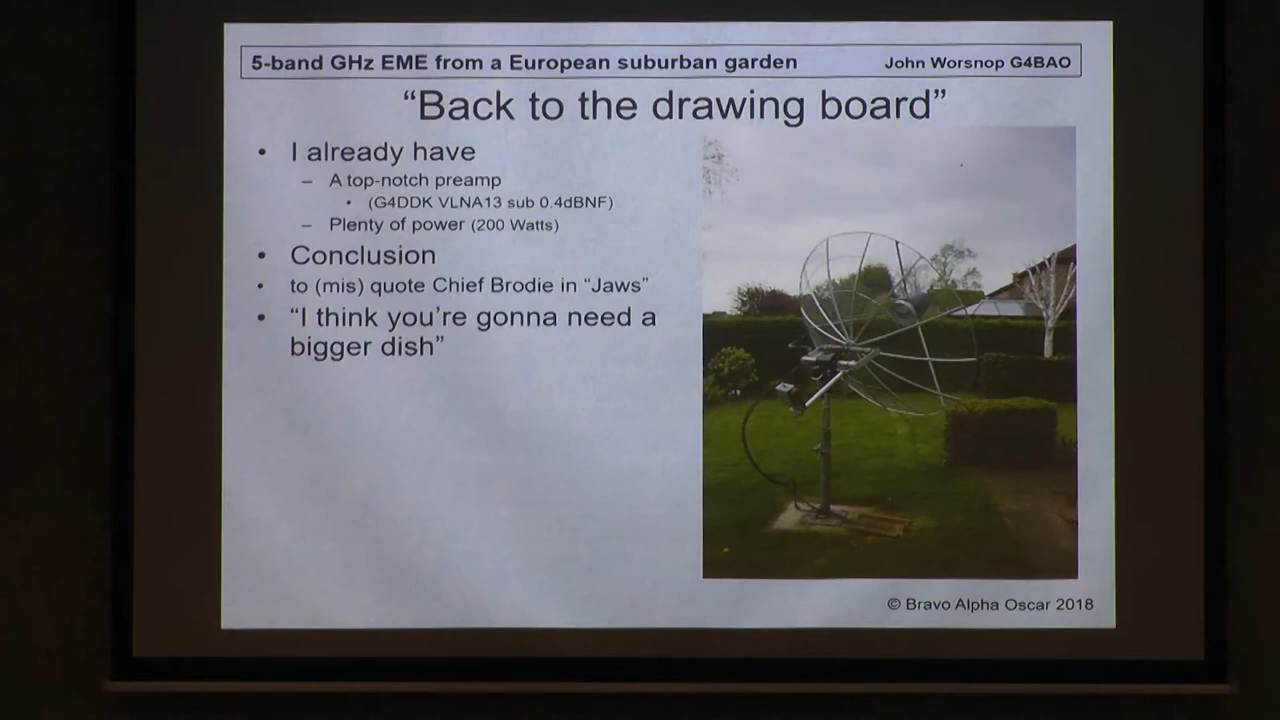 5-band GHz EME from a European suburban garden John Worsnop G4BAO
“Back to the drawing board”
• I already have
– A top-notch preamp
• (G4DDK VLNA13 sub 0.4dBNF)
– Plenty of power (200 Watts)
• Conclusion
• to (mis) quote Chief Brodie in “Jaws”
• “I think you’re gonna need a
bigger dish”
© Bravo Alpha Oscar 2018